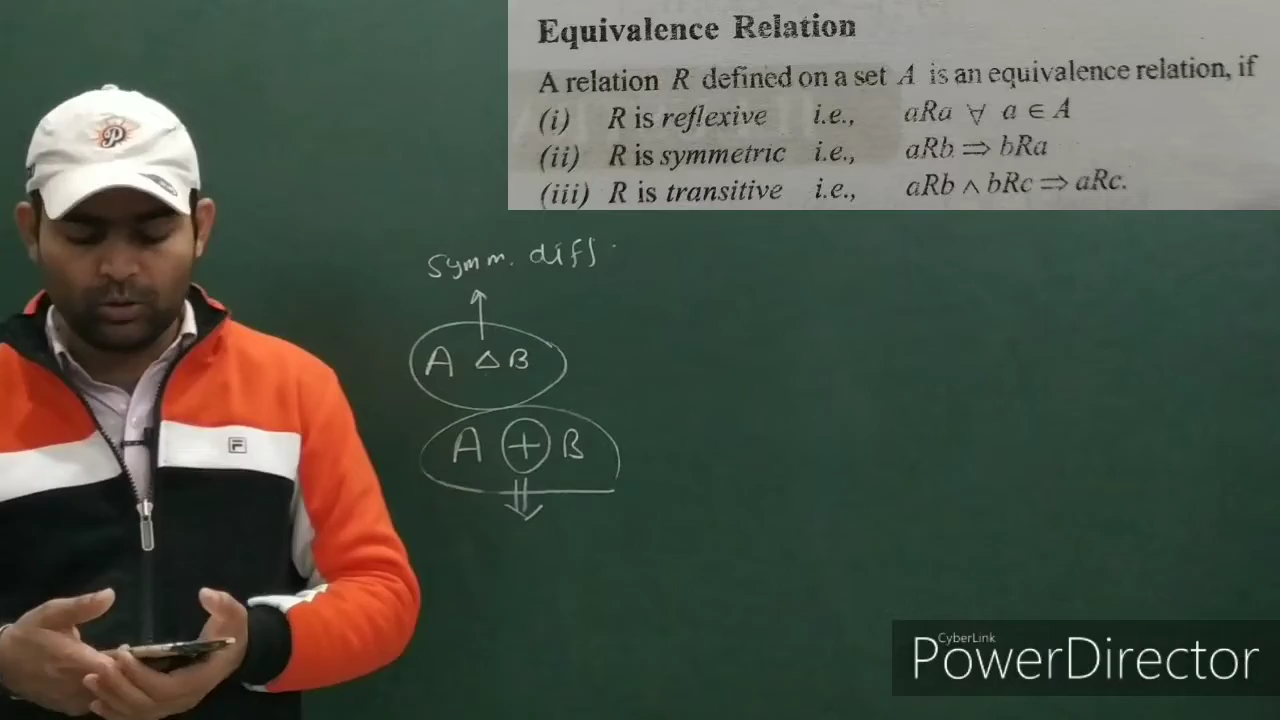 Equivalence Relation
A relation R defined on a set A is an equivalence relation, if
(i) R is reflexive i.e., aRa ∀ a ∈ A
(ii) R is symmetric i.e., aRb ⇒ bRa
(iii) R is transitive i.e., aRb ∧ bRc ⇒ aRc.
Symm. diff.
A △ B
A ⊕ B
P
F
CyberLink
PowerDirector